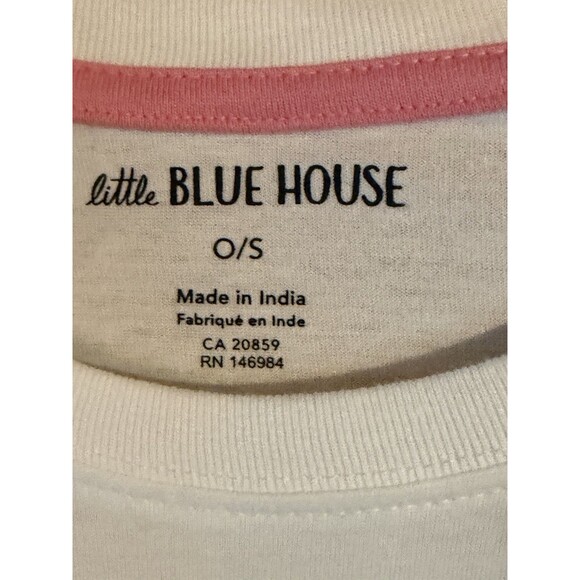 little BLUE HOUSE
O/S
Made in India
Fabriqué en Inde
CA 20859
RN 146984